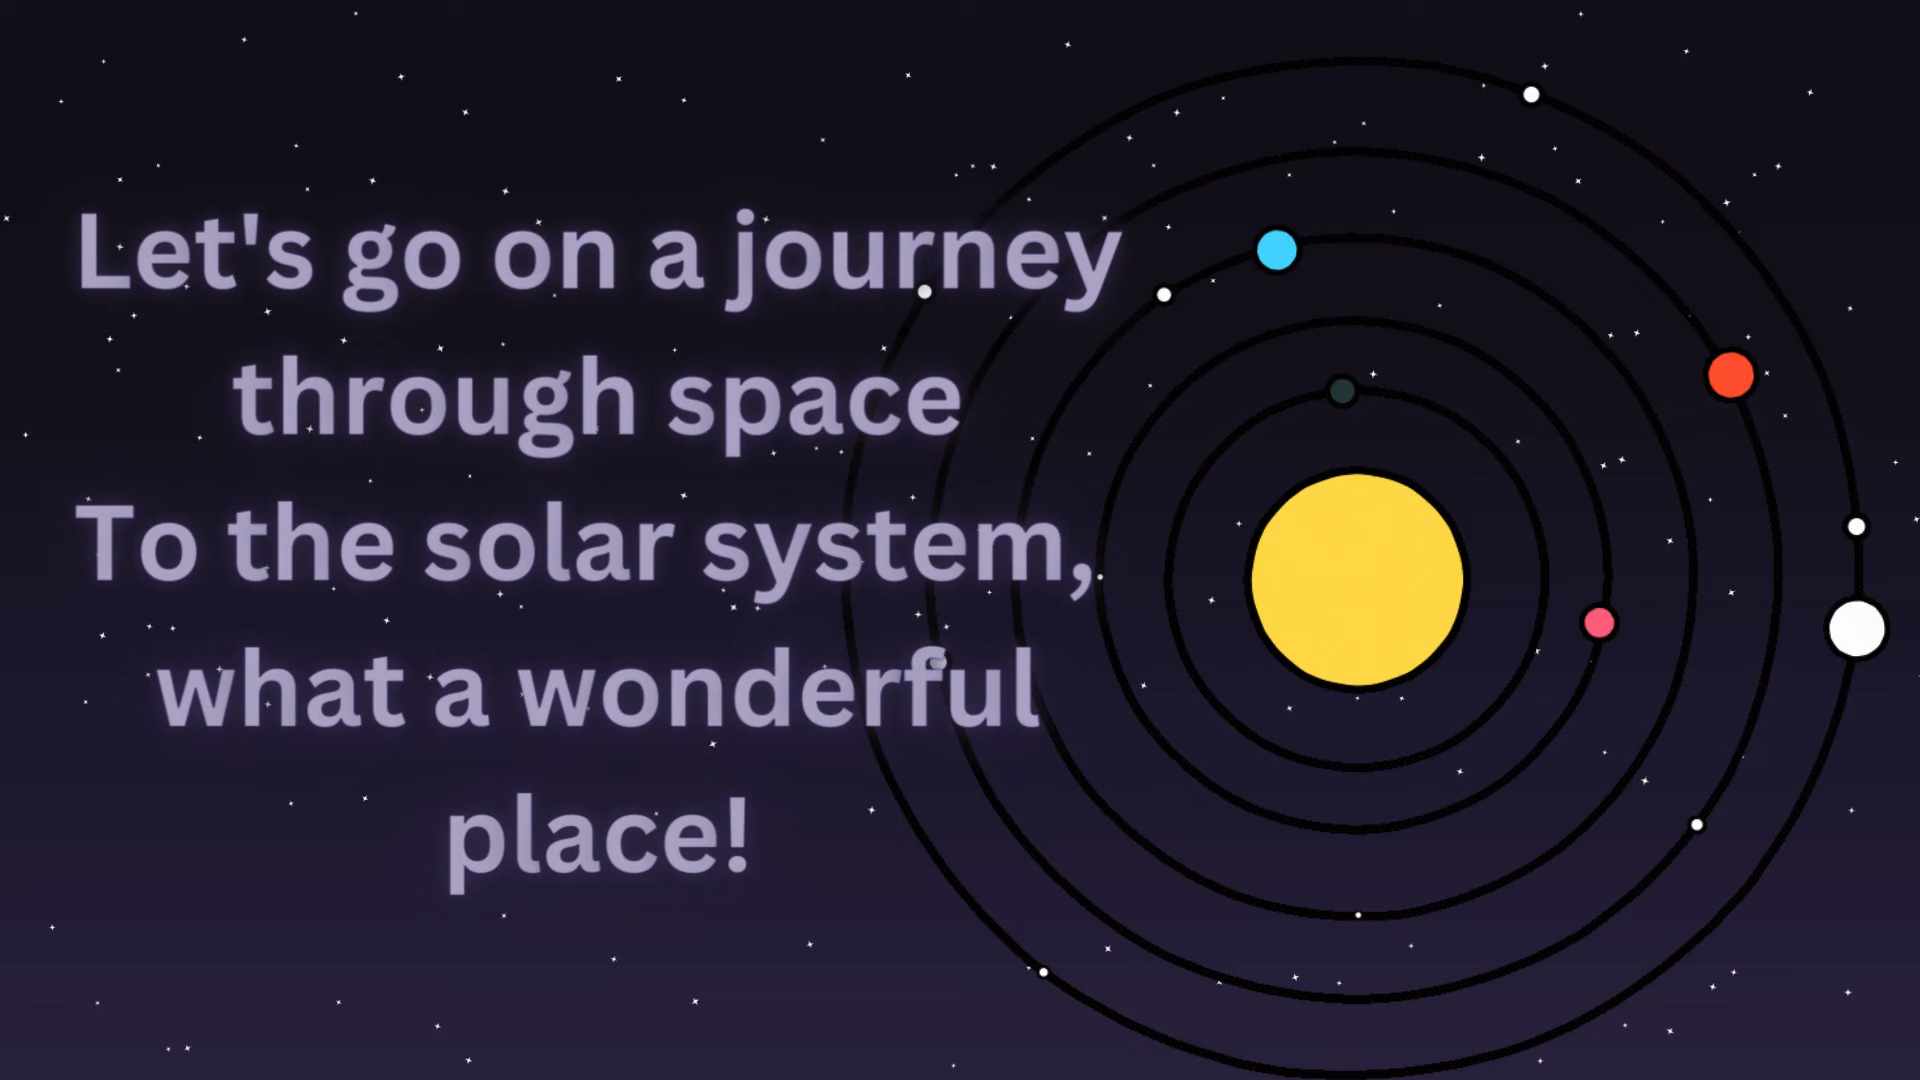 Let's go on a journey
through space
To the solar system,
what a wonderful
place!